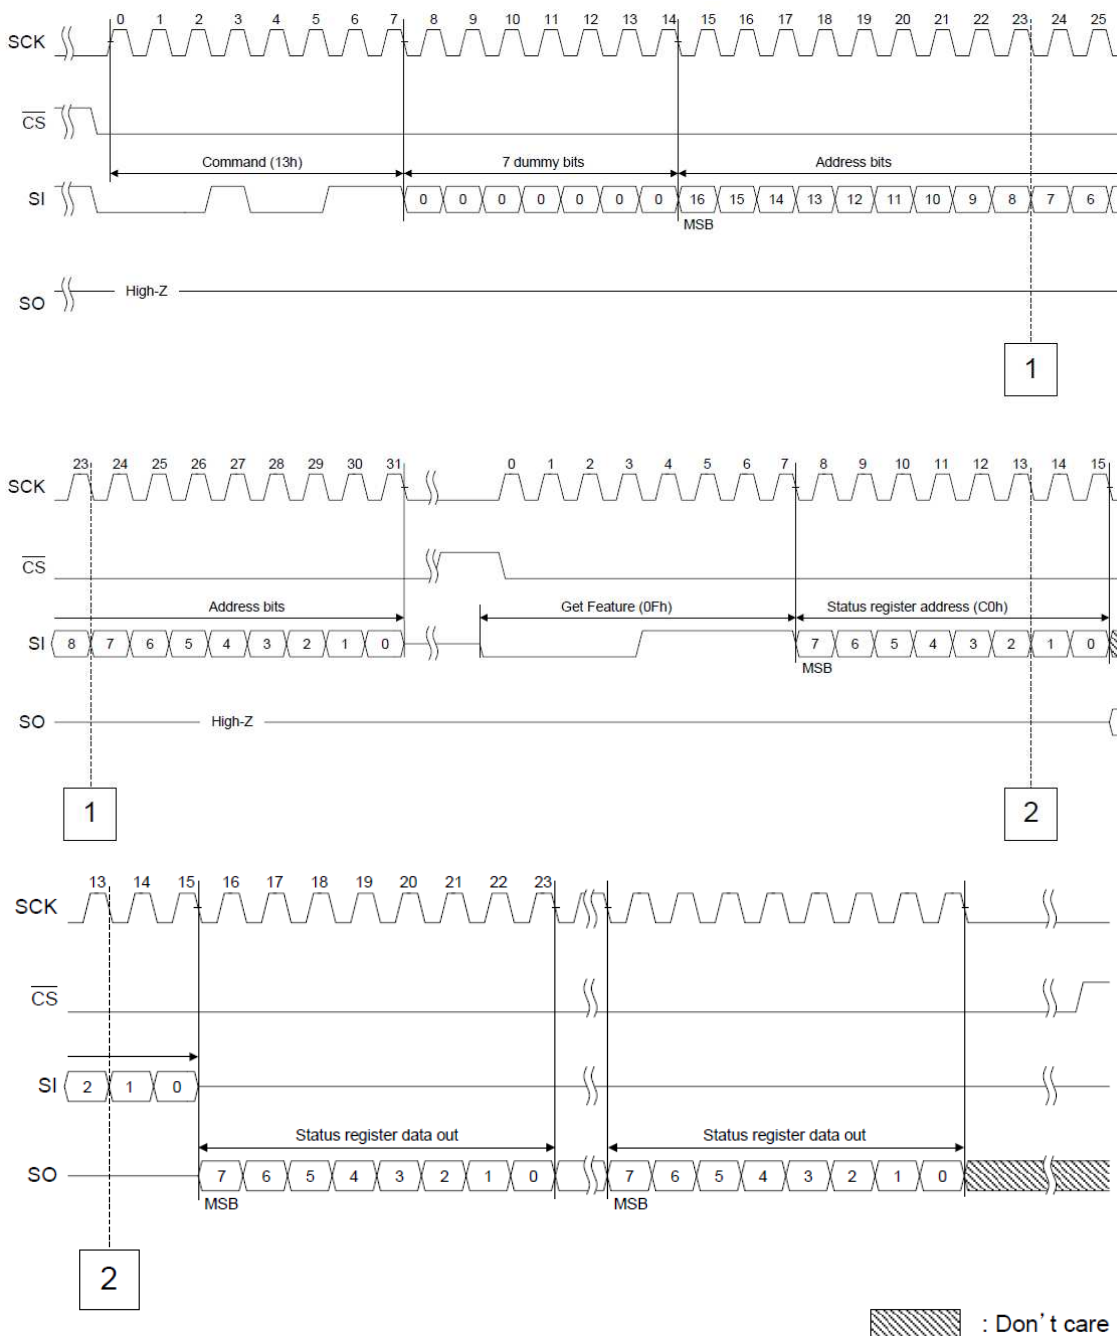 0 1 2 3 4 5 6 7 8 9 10 11 12 13 14 15 16 17 18 19 20 21 22 23 24 25
SCK
CS
Command (13h) 7 dummy bits Address bits
SI 0 0 0 0 0 0 0 16 15 14 13 12 11 10 9 8 7 6
MSB
SO High-Z
1
23 24 25 26 27 28 29 30 31 0 1 2 3 4 5 6 7 8 9 10 11 12 13 14 15
SCK
CS
Address bits Get Feature (0Fh) Status register address (C0h)
SI 8 7 6 5 4 3 2 1 0 7 6 5 4 3 2 1 0
MSB
SO High-Z
1 2
13 14 15 16 17 18 19 20 21 22 23
SCK
CS
SI 2 1 0
Status register data out Status register data out
SO 7 6 5 4 3 2 1 0 7 6 5 4 3 2 1 0
MSB MSB
2
: Don't care